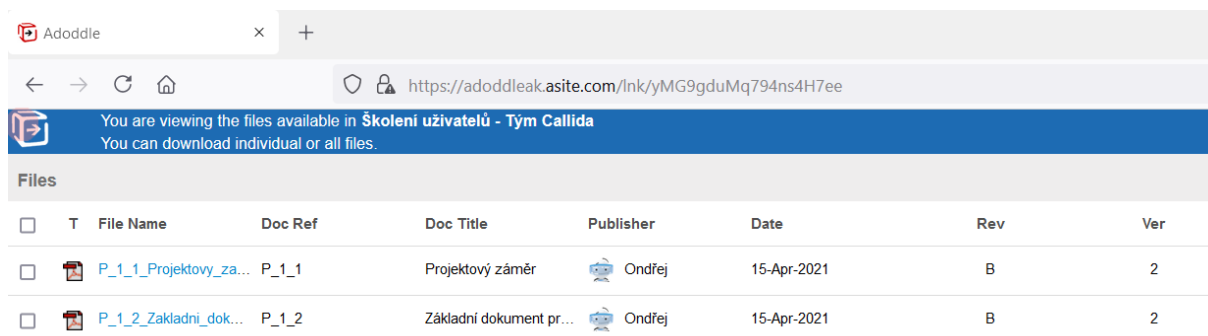 Adoddle
https://adoddleak.asite.com/lnk/yMG9gduMq794ns4H7ee
You are viewing the files available in Školení uživatelů - Tým Callida
You can download individual or all files.
Files
T File Name Doc Ref Doc Title Publisher Date Rev Ver
P_1_1_Projektovy_za... P_1_1 Projektový záměr Ondřej 15-Apr-2021 B 2
P_1_2_Zakladni_dok... P_1_2 Základní dokument pr... Ondřej 15-Apr-2021 B 2